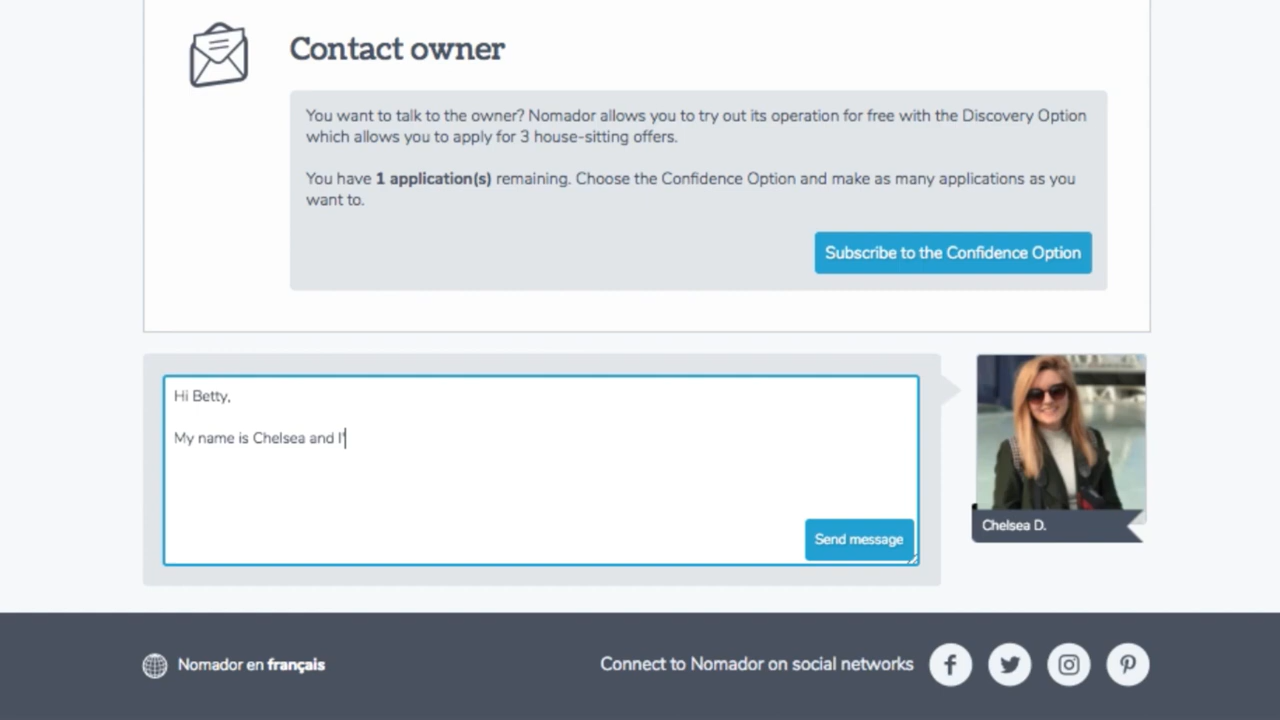 Contact owner
You want to talk to the owner? Nomador allows you to try out its operation for free with the Discovery Option
which allows you to apply for 3 house-sitting offers.
You have 1 application(s) remaining. Choose the Confidence Option and make as many applications as you
want to.
Subscribe to the Confidence Option
Hi Betty,
My name is Chelsea and I'
Send message
Chelsea D.
Nomador en français
Connect to Nomador on social networks